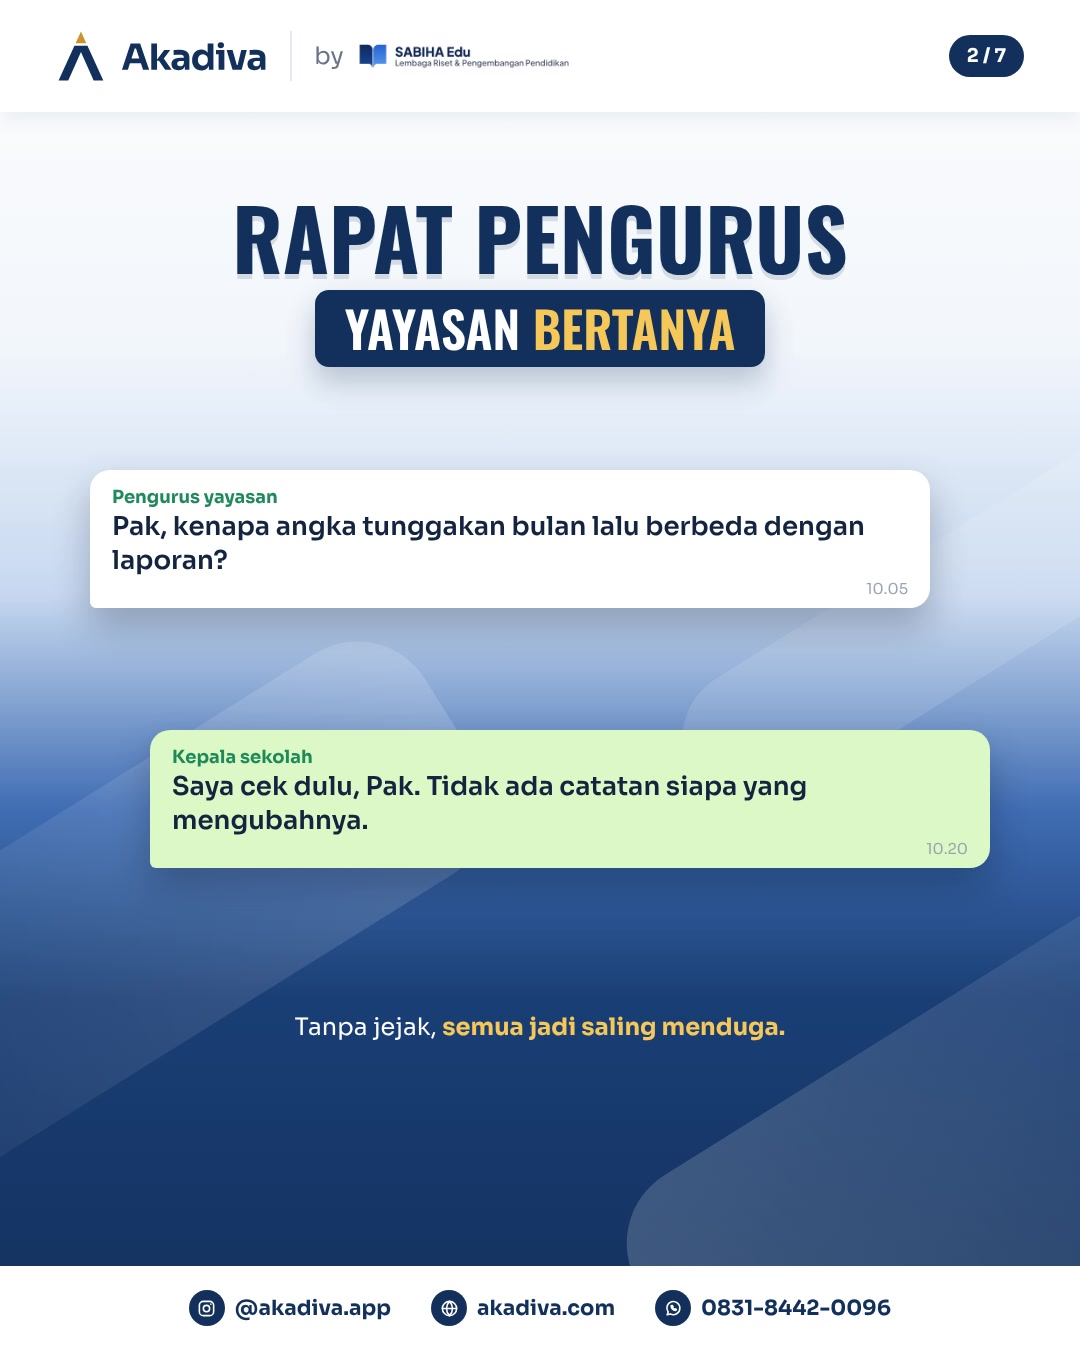 Akadiva
by
SABIHA Edu
Lembaga Riset & Pengembangan Pendidikan
2 / 7
RAPAT PENGURUS
YAYASAN BERTANYA
Pengurus yayasan
Pak, kenapa angka tunggakan bulan lalu berbeda dengan
laporan?
10.05
Kepala sekolah
Saya cek dulu, Pak. Tidak ada catatan siapa yang
mengubahnya.
10.20
Tanpa jejak, semua jadi saling menduga.
@akadiva.app
akadiva.com
0831-8442-0096